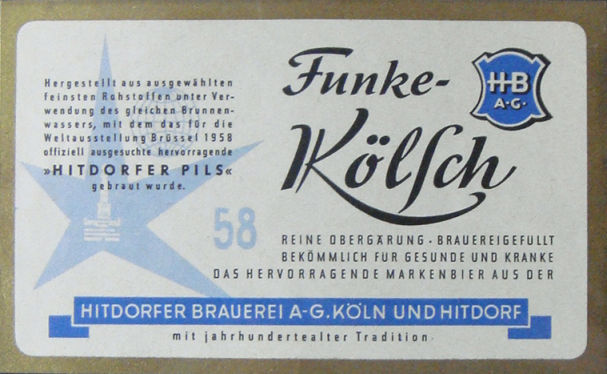 Hergestellt aus ausgewählten
feinsten Rohstoffen unter Ver-
wendung des gleichen Brunnen-
wassers, mit dem das für die
Weltausstellung Brüssel 1958
offiziell ausgesuchte hervorragende
»HITDORFER PILS«
gebraut wurde.
Funke-
Kölsch
H-B
A-G·
58
REINE OBERGÄRUNG · BRAUEREIGEFÜLLT
BEKÖMMLICH FÜR GESUNDE UND KRANKE
DAS HERVORRAGENDE MARKENBIER AUS DER
HITDORFER BRAUEREI A-G. KÖLN UND HITDORF
mit jahrhundertealter Tradition